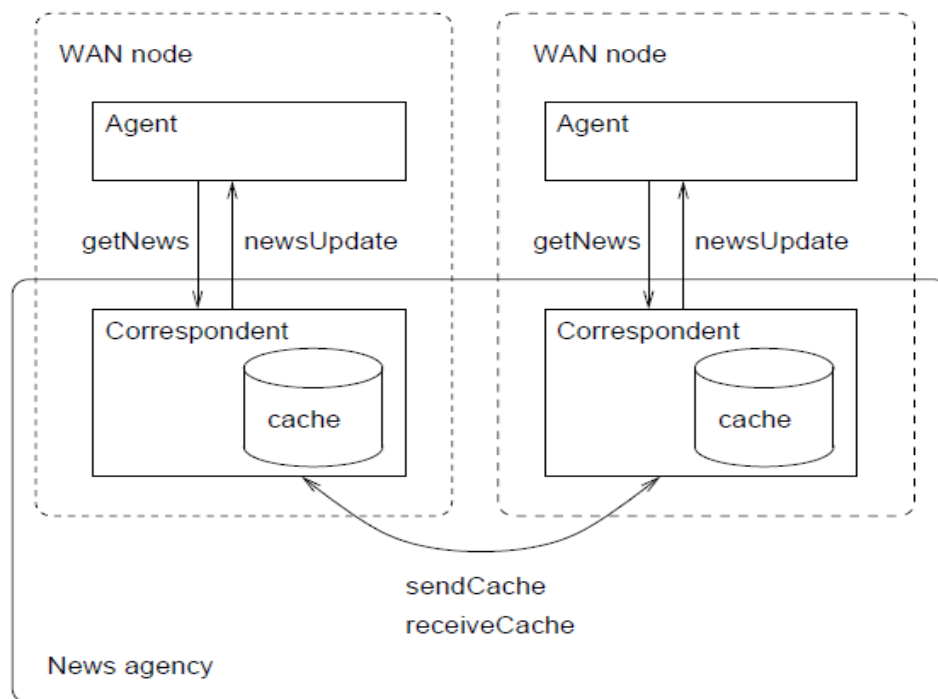 WAN node
WAN node
Agent
Agent
getNews
newsUpdate
getNews
newsUpdate
Correspondent
Correspondent
cache
cache
sendCache
receiveCache
News agency